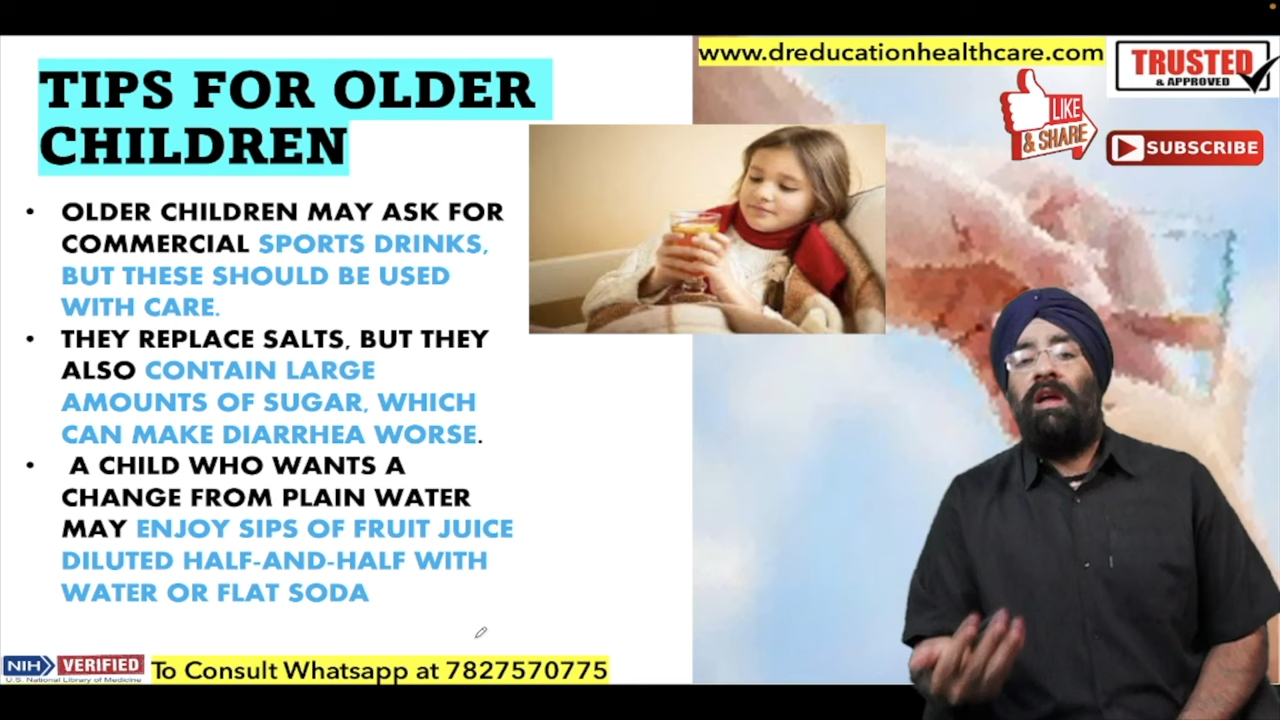 www.dreducationhealthcare.com
TRUSTED
& APPROVED
TIPS FOR OLDER
CHILDREN
LIKE
& SHARE
SUBSCRIBE
• OLDER CHILDREN MAY ASK FOR
COMMERCIAL SPORTS DRINKS,
BUT THESE SHOULD BE USED
WITH CARE.
• THEY REPLACE SALTS, BUT THEY
ALSO CONTAIN LARGE
AMOUNTS OF SUGAR, WHICH
CAN MAKE DIARRHEA WORSE.
• A CHILD WHO WANTS A
CHANGE FROM PLAIN WATER
MAY ENJOY SIPS OF FRUIT JUICE
DILUTED HALF-AND-HALF WITH
WATER OR FLAT SODA
NIH VERIFIED
U.S. National Library of Medicine
To Consult Whatsapp at 7827570775